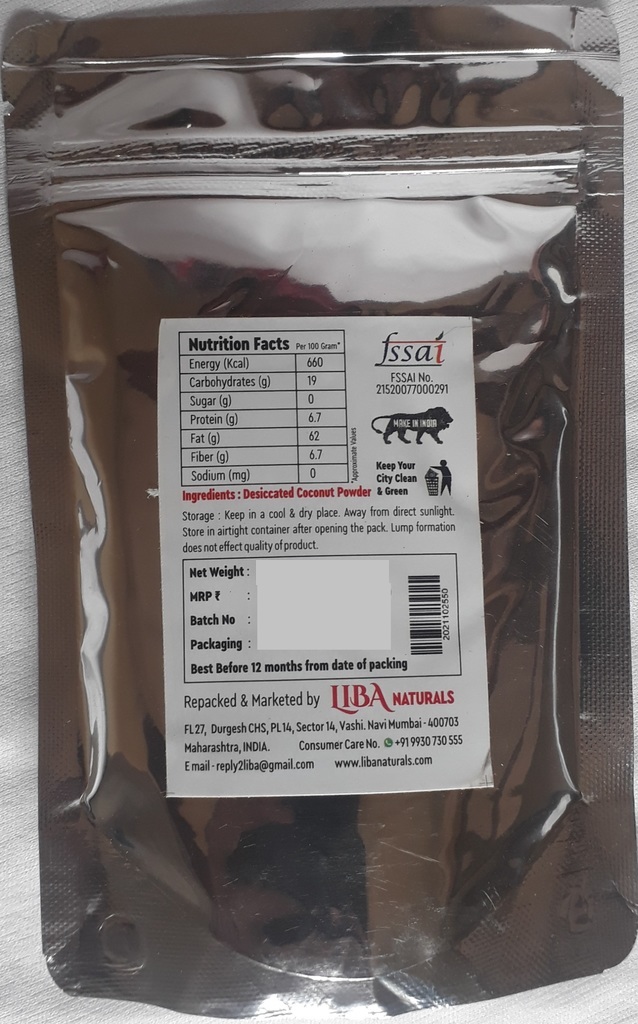 Nutrition Facts Per 100 Gram*
Energy (Kcal) 660
Carbohydrates (g) 19
Sugar (g) 0
Protein (g) 6.7
Fat (g) 62
Fiber (g) 6.7
Sodium (mg) 0
*Approximate Values
fssai
FSSAI No.
21520077000291
MAKE IN INDIA
Keep Your
City Clean
& Green
Ingredients : Desiccated Coconut Powder
Storage : Keep in a cool & dry place. Away from direct sunlight.
Store in airtight container after opening the pack. Lump formation
does not effect quality of product.
Net Weight :
MRP ₹ :
Batch No :
Packaging :
2021102550
Best Before 12 months from date of packing
Repacked & Marketed by LIBA NATURALS
FL 27, Durgesh CHS, PL 14, Sector 14, Vashi. Navi Mumbai - 400703
Maharashtra, INDIA. Consumer Care No. +91 9930 730 555
E mail - reply2liba@gmail.com www.libanaturals.com